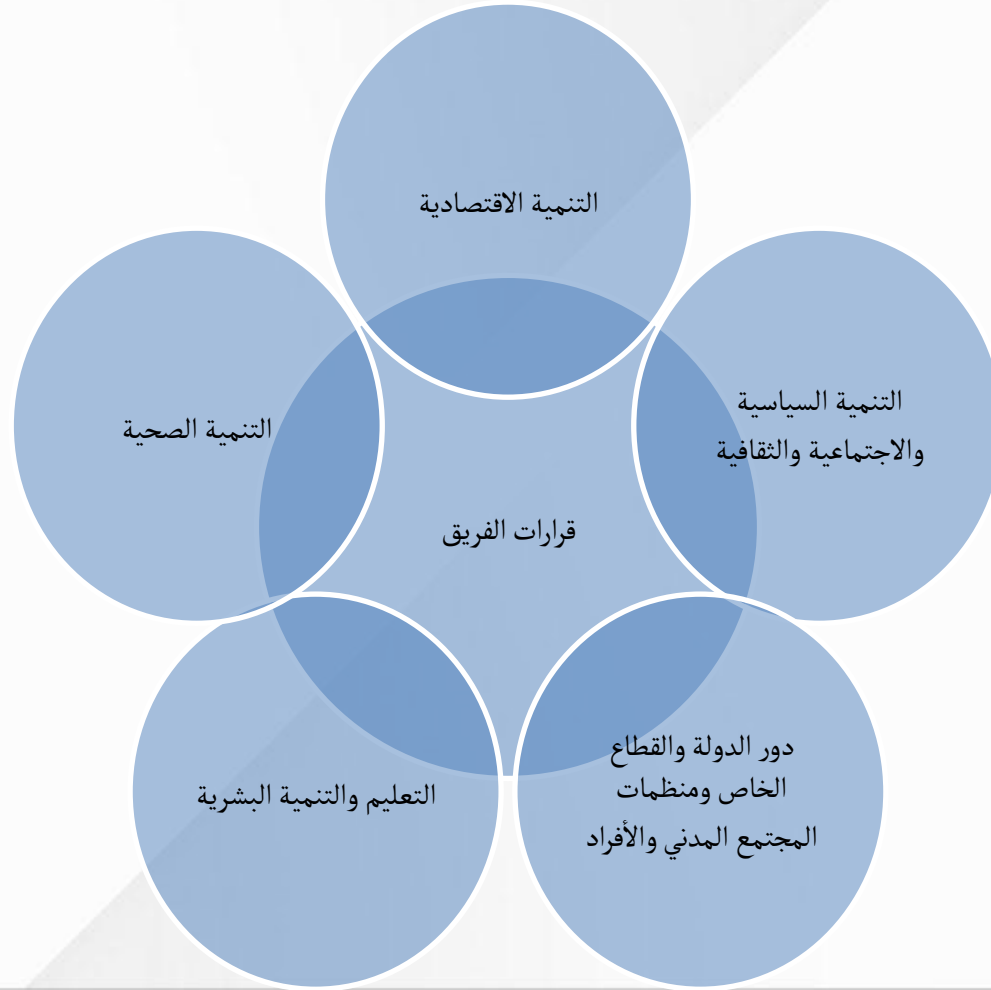 التنمية الاقتصادية
التنمية السياسية
والاجتماعية والثقافية
التنمية الصحية
قرارات الفريق
دور الدولة والقطاع
الخاص ومنظمات
المجتمع المدني والأفراد
التعليم والتنمية البشرية